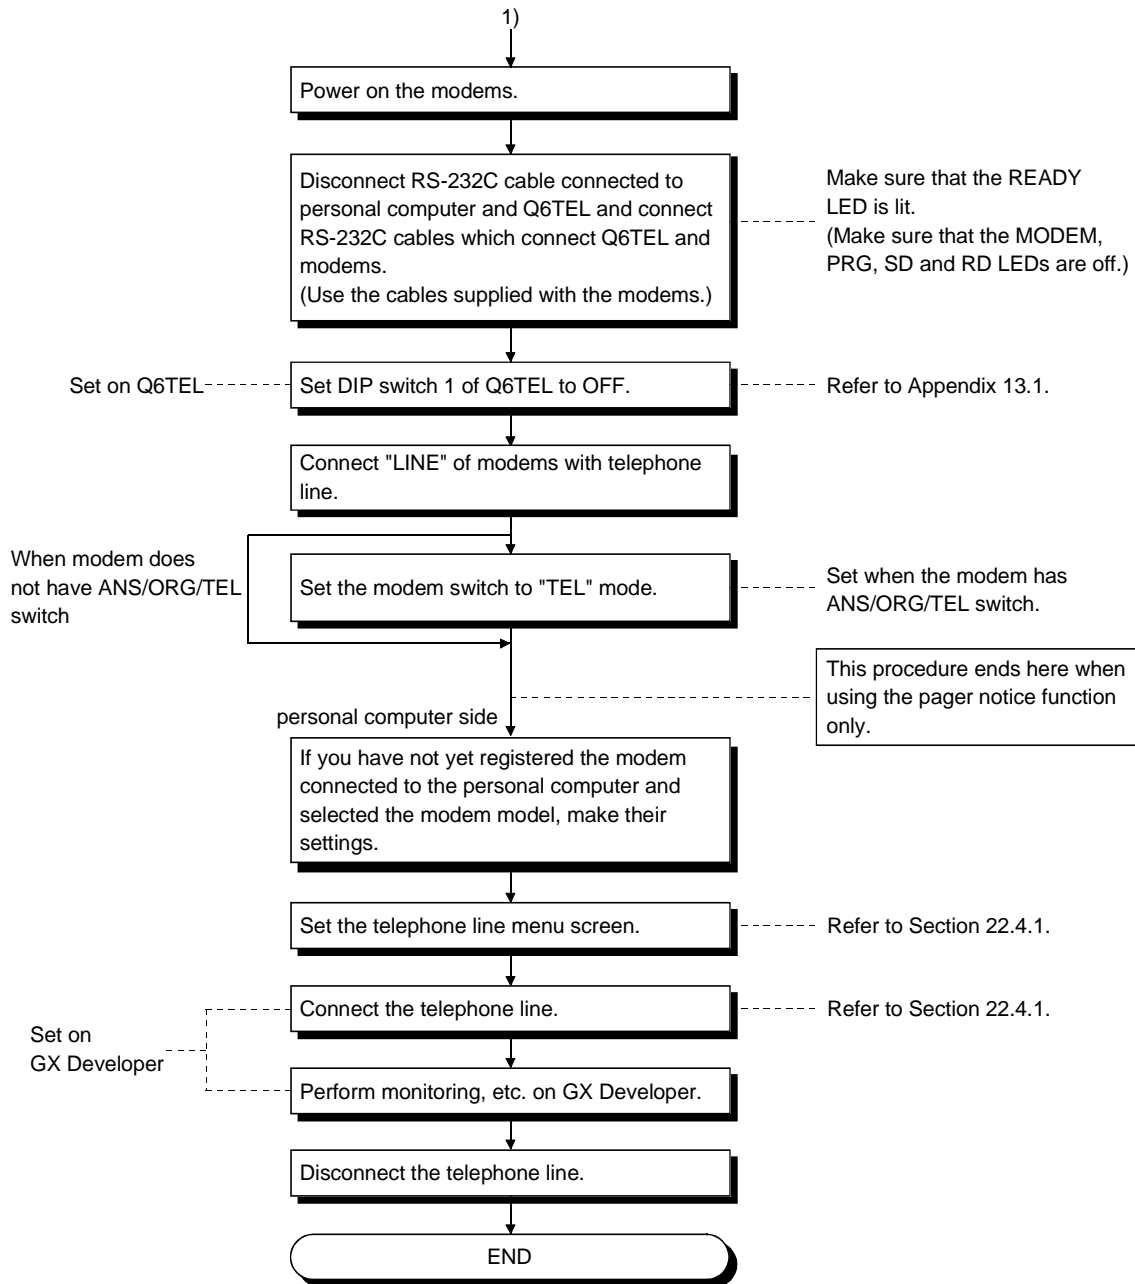 1)
Power on the modems.
Disconnect RS-232C cable connected to
personal computer and Q6TEL and connect
RS-232C cables which connect Q6TEL and
modems.
(Use the cables supplied with the modems.)
Make sure that the READY
LED is lit.
(Make sure that the MODEM,
PRG, SD and RD LEDs are off.)
Set on Q6TEL
Set DIP switch 1 of Q6TEL to OFF.
Refer to Appendix 13.1.
Connect "LINE" of modems with telephone
line.
When modem does
not have ANS/ORG/TEL
switch
Set the modem switch to "TEL" mode.
Set when the modem has
ANS/ORG/TEL switch.
This procedure ends here when
using the pager notice function
only.
personal computer side
If you have not yet registered the modem
connected to the personal computer and
selected the modem model, make their
settings.
Set the telephone line menu screen.
Refer to Section 22.4.1.
Connect the telephone line.
Refer to Section 22.4.1.
Set on
GX Developer
Perform monitoring, etc. on GX Developer.
Disconnect the telephone line.
END